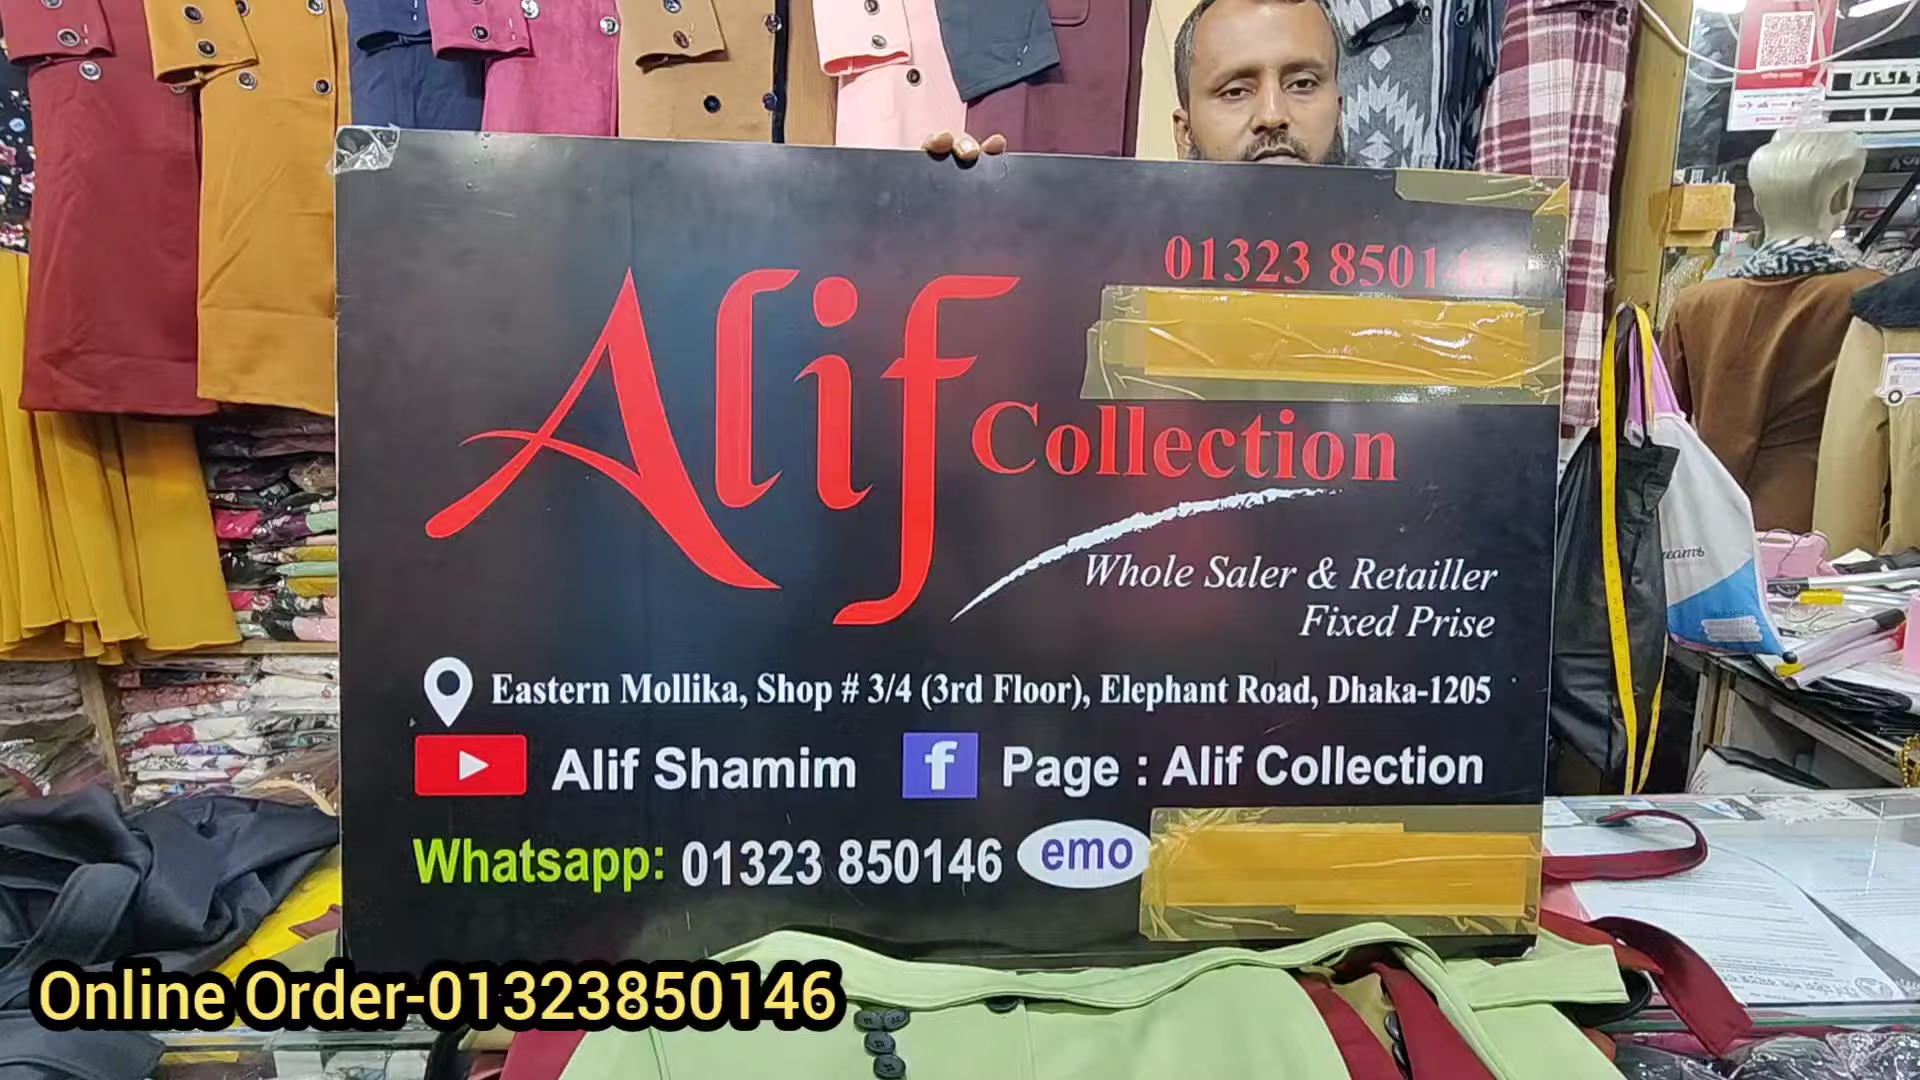 01323 850146
Alif Collection
Whole Saler & Retailler
Fixed Prise
Eastern Mollika, Shop # 3/4 (3rd Floor), Elephant Road, Dhaka-1205
Alif Shamim f Page : Alif Collection
Whatsapp: 01323 850146 emo
Online Order-01323850146